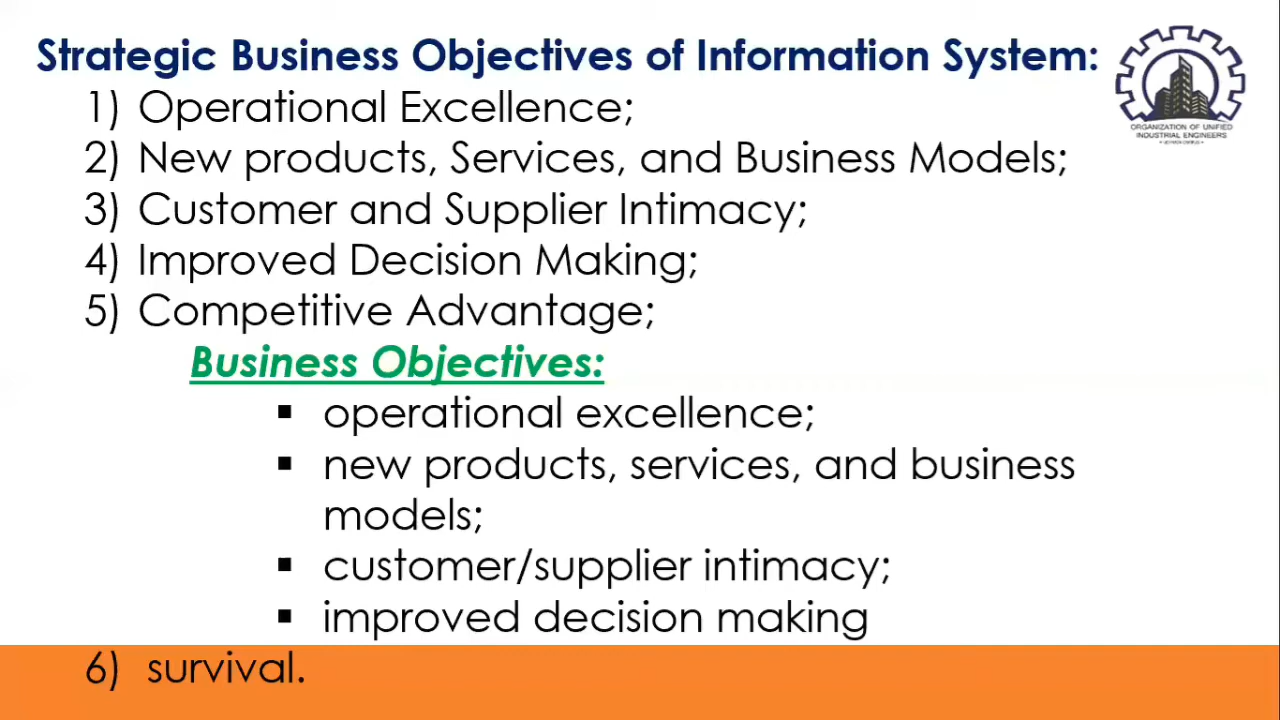 Strategic Business Objectives of Information System:
1) Operational Excellence;
2) New products, Services, and Business Models;
3) Customer and Supplier Intimacy;
4) Improved Decision Making;
5) Competitive Advantage;
Business Objectives:
▪ operational excellence;
▪ new products, services, and business
models;
▪ customer/supplier intimacy;
▪ improved decision making
6) survival.
ORGANIZATION OF UNIFIED
INDUSTRIAL ENGINEERS